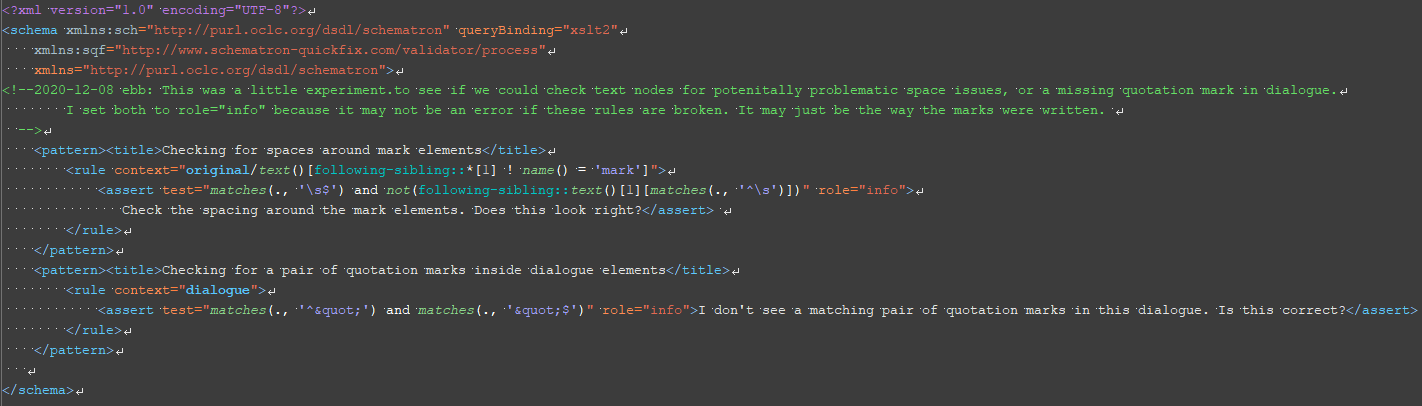 <?xml version="1.0" encoding="UTF-8"?>
<schema xmlns:sch="http://purl.oclc.org/dsdl/schematron" queryBinding="xslt2"
    xmlns:sqf="http://www.schematron-quickfix.com/validator/process"
    xmlns="http://purl.oclc.org/dsdl/schematron">
<!--2020-12-08 ebb: This was a little experiment.to see if we could check text nodes for potenitally problematic space issues, or a missing quotation mark in dialogue.
        I set both to role="info" because it may not be an error if these rules are broken. It may just be the way the marks were written.
  -->
    <pattern><title>Checking for spaces around mark elements</title>
        <rule context="original/text()[following-sibling::*[1] ! name() = 'mark']">
            <assert test="matches(., '\s$') and not(following-sibling::text()[1][matches(., '^\s')])" role="info">
               Check the spacing around the mark elements. Does this look right?</assert>
        </rule>
    </pattern>
    <pattern><title>Checking for a pair of quotation marks inside dialogue elements</title>
        <rule context="dialogue">
            <assert test="matches(., '^&quot;') and matches(., '&quot;$')" role="info">I don't see a matching pair of quotation marks in this dialogue. Is this correct?</assert>
        </rule>
    </pattern>
</schema>